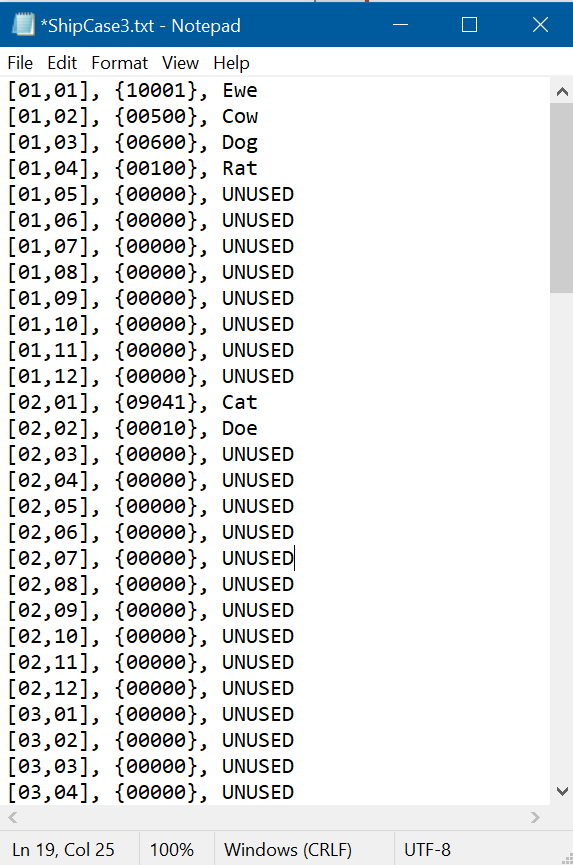 *ShipCase3.txt - Notepad
File Edit Format View Help
[01,01], {10001}, Ewe
[01,02], {00500}, Cow
[01,03], {00600}, Dog
[01,04], {00100}, Rat
[01,05], {00000}, UNUSED
[01,06], {00000}, UNUSED
[01,07], {00000}, UNUSED
[01,08], {00000}, UNUSED
[01,09], {00000}, UNUSED
[01,10], {00000}, UNUSED
[01,11], {00000}, UNUSED
[01,12], {00000}, UNUSED
[02,01], {09041}, Cat
[02,02], {00010}, Doe
[02,03], {00000}, UNUSED
[02,04], {00000}, UNUSED
[02,05], {00000}, UNUSED
[02,06], {00000}, UNUSED
[02,07], {00000}, UNUSED
[02,08], {00000}, UNUSED
[02,09], {00000}, UNUSED
[02,10], {00000}, UNUSED
[02,11], {00000}, UNUSED
[02,12], {00000}, UNUSED
[03,01], {00000}, UNUSED
[03,02], {00000}, UNUSED
[03,03], {00000}, UNUSED
[03,04], {00000}, UNUSED
Ln 19, Col 25 100% Windows (CRLF) UTF-8